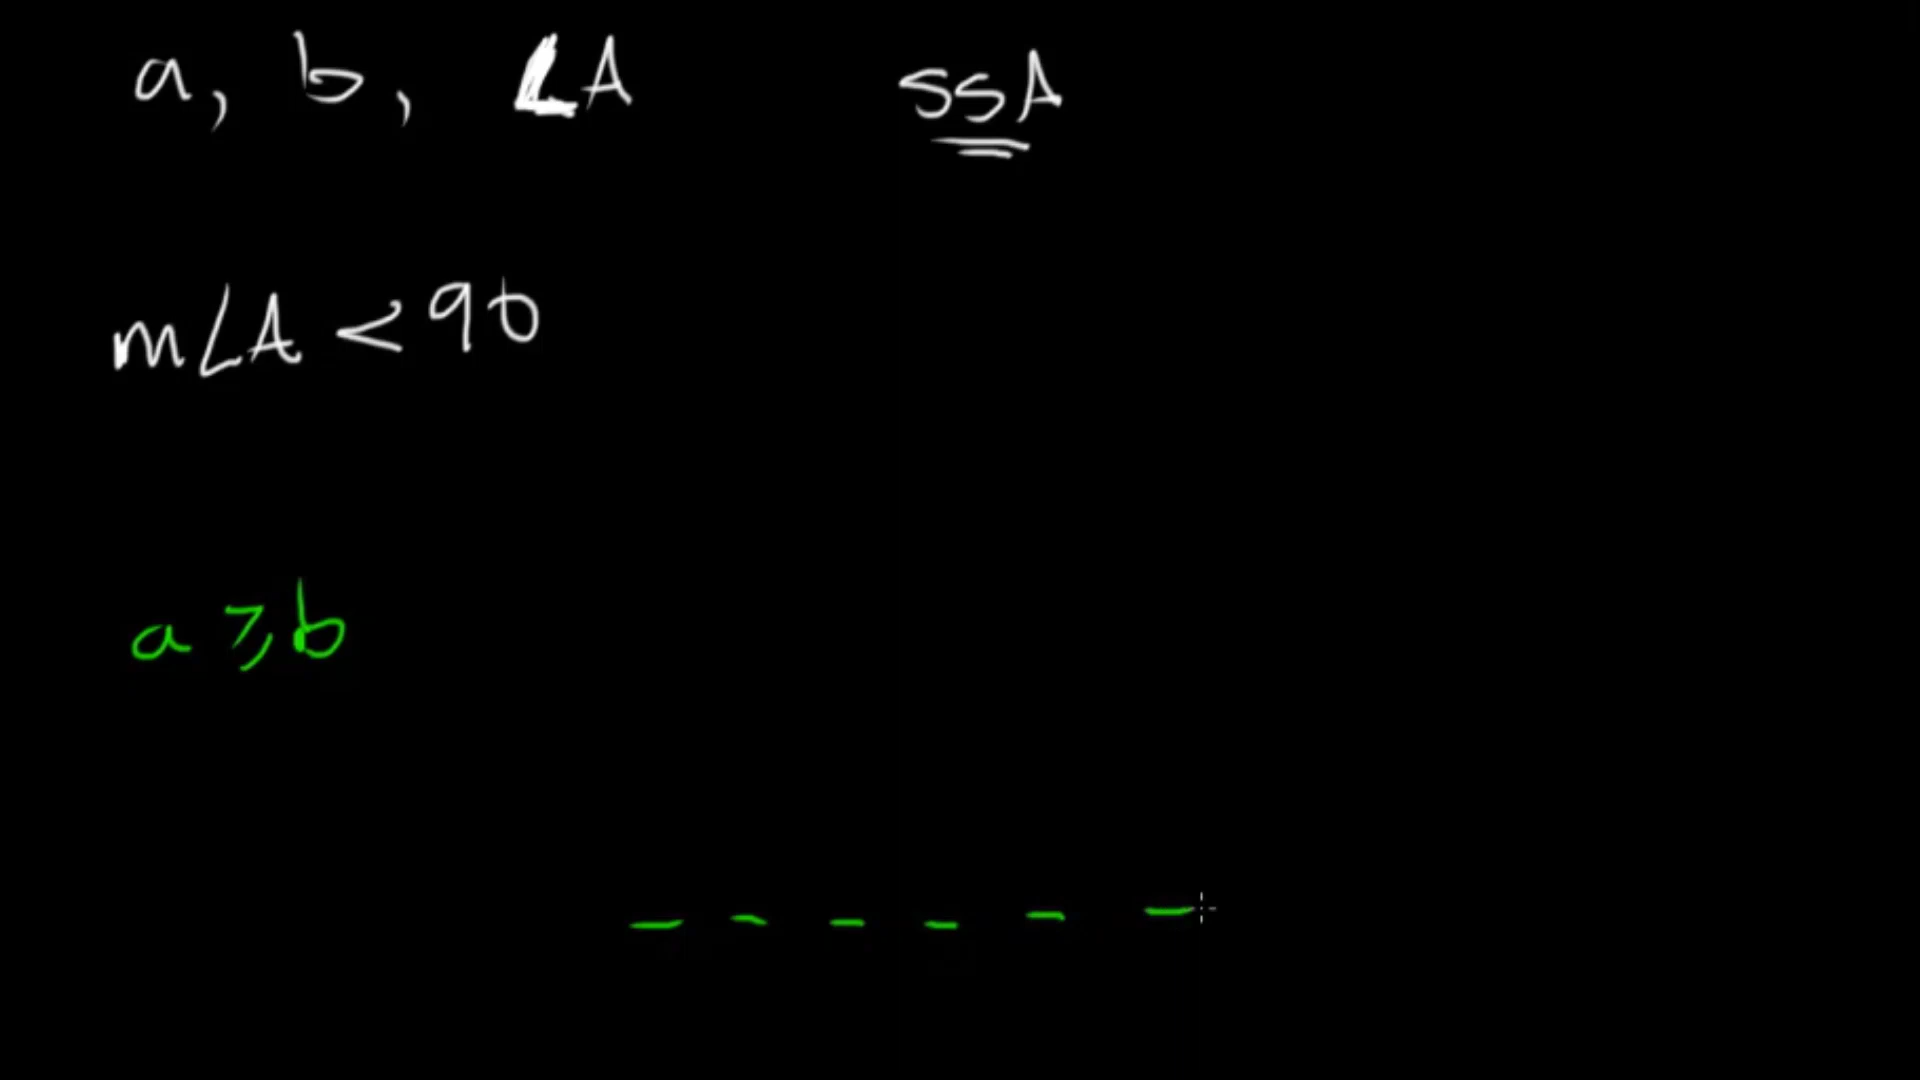 a, b, ∠A SSA
m∠A < 90
a ≥ b